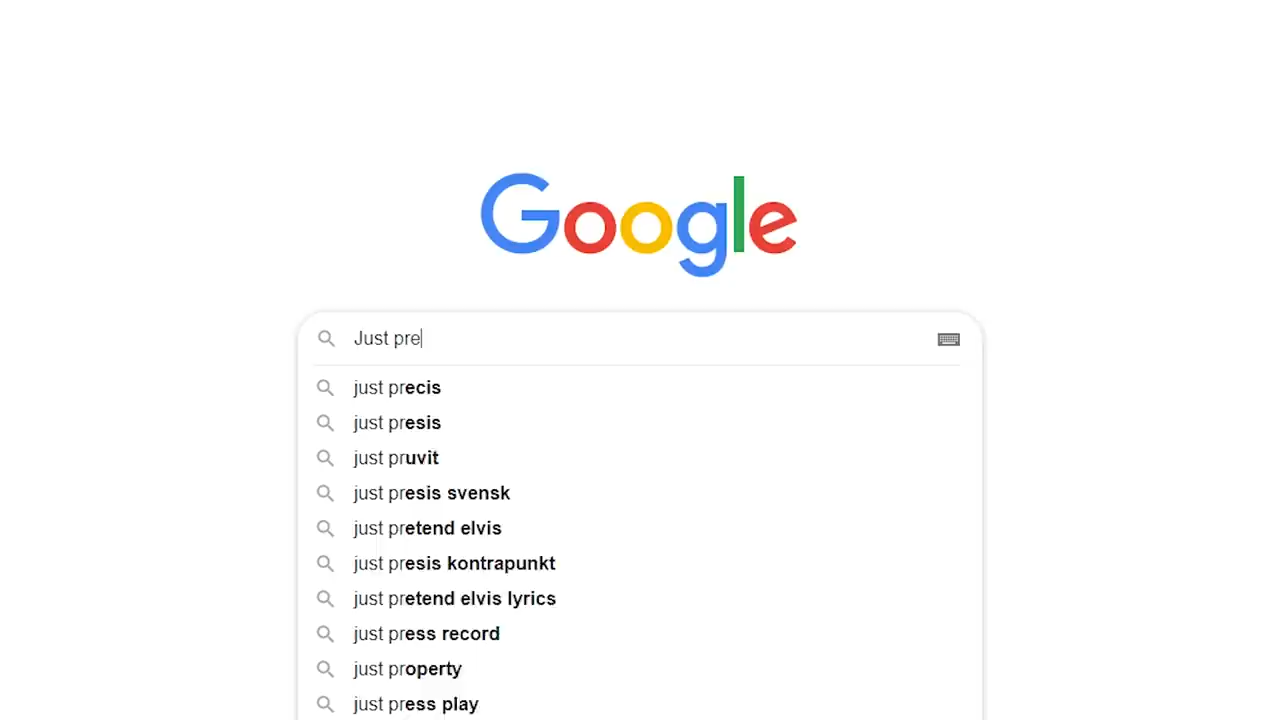 Google
Just pre
just precis
just presis
just pruvit
just presis svensk
just pretend elvis
just presis kontrapunkt
just pretend elvis lyrics
just press record
just property
just press play